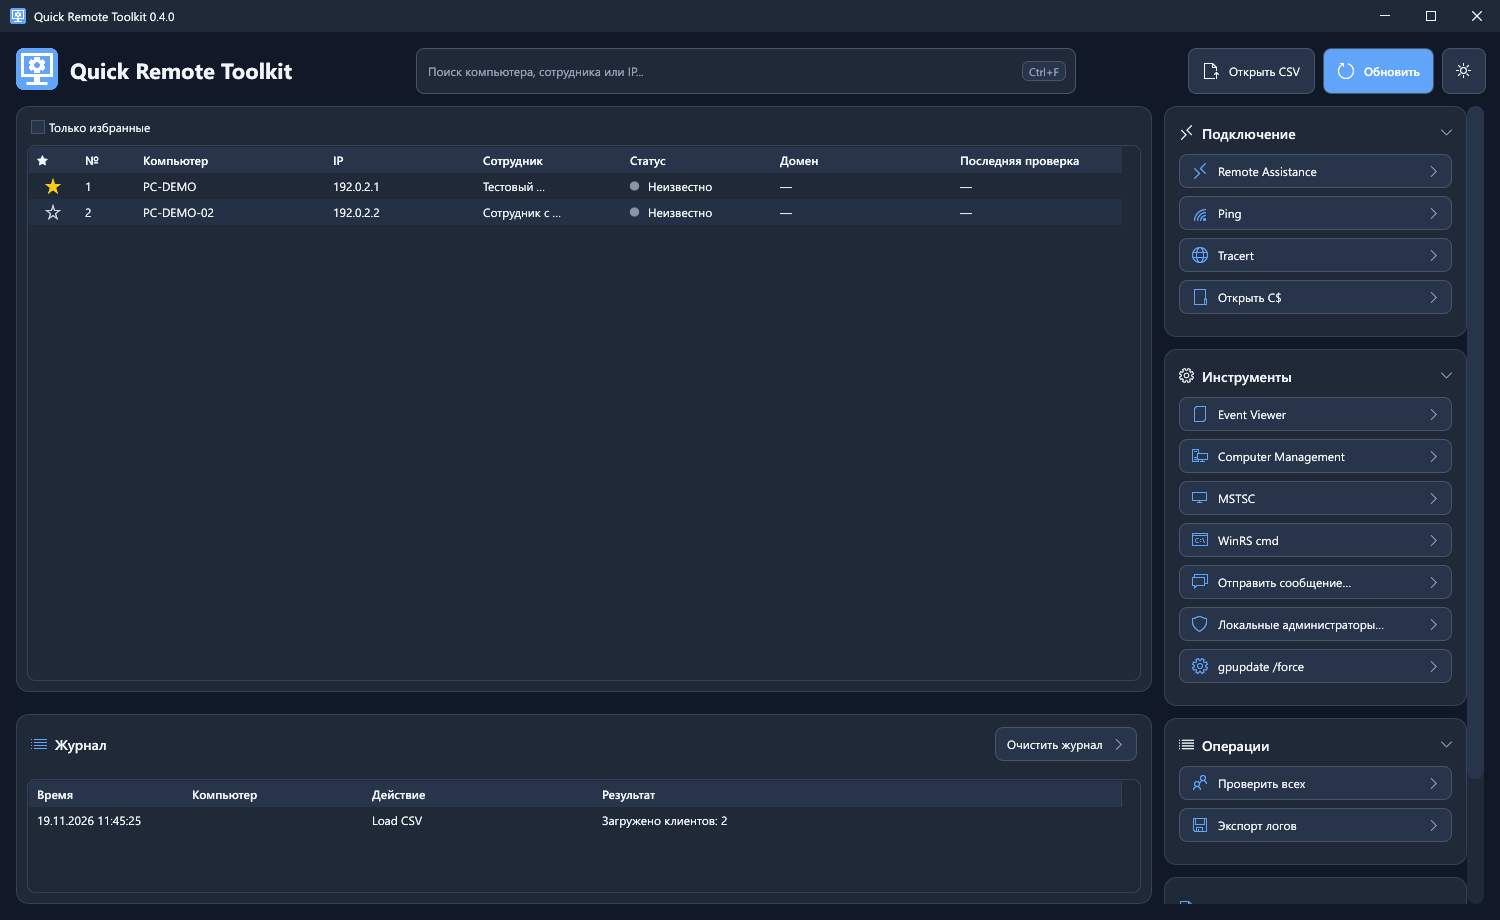 Quick Remote Toolkit 0.4.0
Quick Remote Toolkit
Поиск компьютера, сотрудника или IP...
Ctrl+F
Открыть CSV
Обновить
Только избранные
№ Компьютер IP Сотрудник Статус Домен Последняя проверка
1 PC-DEMO 192.0.2.1 Тестовый ... Неизвестно — —
2 PC-DEMO-02 192.0.2.2 Сотрудник с ... Неизвестно — —
Журнал
Очистить журнал
Время Компьютер Действие Результат
19.11.2026 11:45:25 Load CSV Загружено клиентов: 2
Подключение
Remote Assistance
Ping
Tracert
Открыть C$
Инструменты
Event Viewer
Computer Management
MSTSC
C:\
WinRS cmd
Отправить сообщение...
Локальные администраторы...
gpupdate /force
Операции
Проверить всех
Экспорт логов